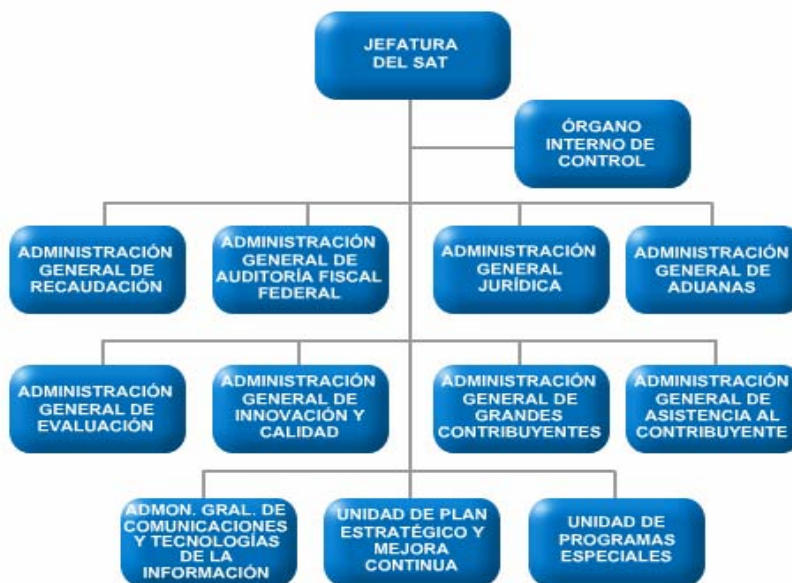 JEFATURA
DEL SAT
ÓRGANO
INTERNO DE
CONTROL
ADMINISTRACIÓN
GENERAL DE
RECAUDACIÓN
ADMINISTRACIÓN
GENERAL DE
AUDITORÍA FISCAL
FEDERAL
ADMINISTRACIÓN
GENERAL
JURÍDICA
ADMINISTRACIÓN
GENERAL DE
ADUANAS
ADMINISTRACIÓN
GENERAL DE
EVALUACIÓN
ADMINISTRACIÓN
GENERAL DE
INNOVACIÓN Y
CALIDAD
ADMINISTRACIÓN
GENERAL DE
GRANDES
CONTRIBUYENTES
ADMINISTRACIÓN
GENERAL DE
ASISTENCIA AL
CONTRIBUYENTE
ADMON. GRAL. DE
COMUNICACIONES
Y TECNOLOGÍAS
DE LA
INFORMACIÓN
UNIDAD DE PLAN
ESTRATÉGICO Y
MEJORA
CONTINUA
UNIDAD DE
PROGRAMAS
ESPECIALES